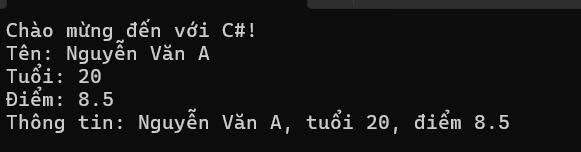 Chào mừng đến với C#!
Tên: Nguyễn Văn A
Tuổi: 20
Điểm: 8.5
Thông tin: Nguyễn Văn A, tuổi 20, điểm 8.5